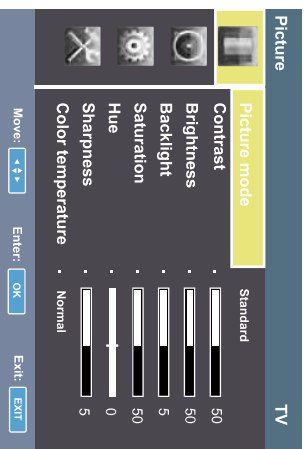 Picture TV
Picture mode Standard
Contrast 50
Brightness 50
Backlight 5
Saturation 50
Hue 0
Sharpness 5
Color temperature Normal
Move: Enter: OK Exit: EXIT